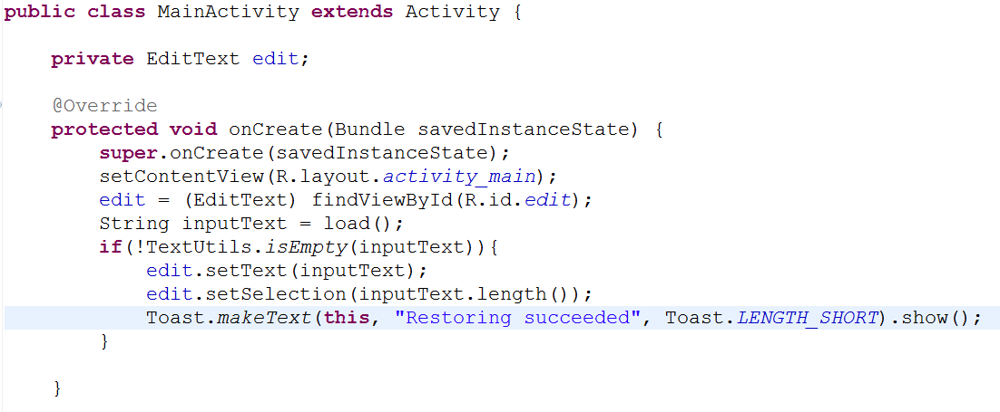 public class MainActivity extends Activity {
private EditText edit;
@Override
protected void onCreate(Bundle savedInstanceState) {
super.onCreate(savedInstanceState);
setContentView(R.layout.activity_main);
edit = (EditText) findViewById(R.id.edit);
String inputText = load();
if(!TextUtils.isEmpty(inputText)){
edit.setText(inputText);
edit.setSelection(inputText.length());
Toast.makeText(this, "Restoring succeeded", Toast.LENGTH_SHORT).show();
}
}